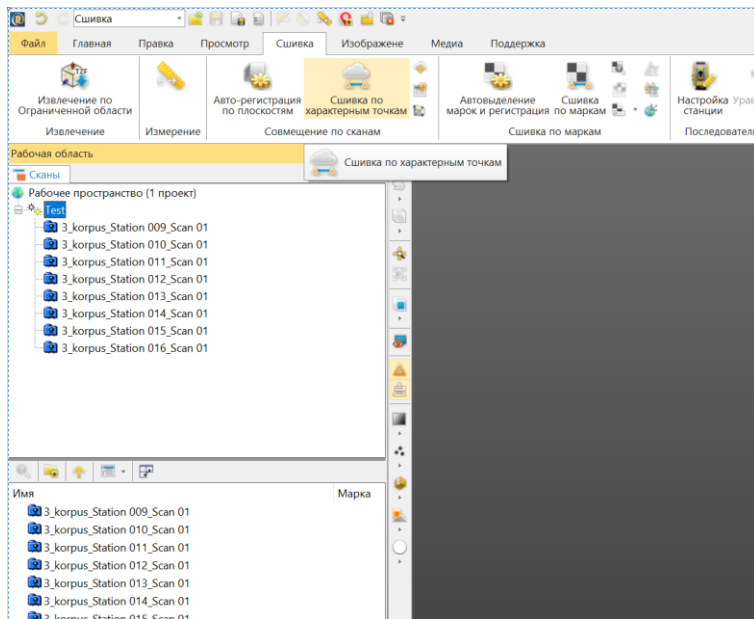 Сшивка
Файл Главная Правка Просмотр Сшивка Изображене Медиа Поддержка
TZF
Извлечение по Ограниченной области
Авто-регистрация по плоскостям
Сшивка по характерным точкам
Автовыделение марок и регистрация
Сшивка по маркам
Настройка станции
Извлечение Измерение Совмещение по сканам Сшивка по маркам
Рабочая область
Сшивка по характерным точкам
Сканы
Рабочее пространство (1 проект)
Test
3_korpus_Station 009_Scan 01
3_korpus_Station 010_Scan 01
3_korpus_Station 011_Scan 01
3_korpus_Station 012_Scan 01
3_korpus_Station 013_Scan 01
3_korpus_Station 014_Scan 01
3_korpus_Station 015_Scan 01
3_korpus_Station 016_Scan 01
Имя Марка
3_korpus_Station 009_Scan 01
3_korpus_Station 010_Scan 01
3_korpus_Station 011_Scan 01
3_korpus_Station 012_Scan 01
3_korpus_Station 013_Scan 01
3_korpus_Station 014_Scan 01
3_korpus_Station 015_Scan 01